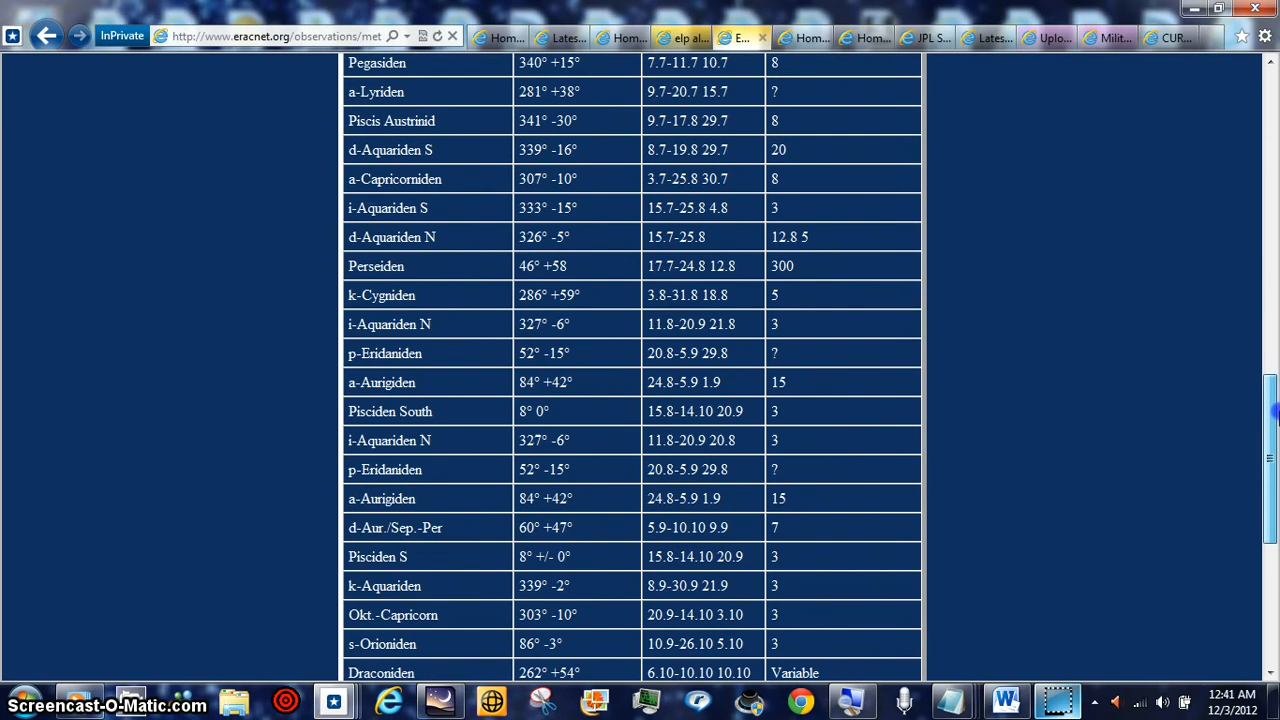 InPrivate http://www.eracnet.org/observations/met Hom... Lates... Hom... elp al... E... Hom... Hom... JPL S... Lates... Uplo... Milit... CUR...
Pegasiden 340° +15° 7.7-11.7 10.7 8
a-Lyriden 281° +38° 9.7-20.7 15.7 ?
Piscis Austrinid 341° -30° 9.7-17.8 29.7 8
d-Aquariden S 339° -16° 8.7-19.8 29.7 20
a-Capricorniden 307° -10° 3.7-25.8 30.7 8
i-Aquariden S 333° -15° 15.7-25.8 4.8 3
d-Aquariden N 326° -5° 15.7-25.8 12.8 5
Perseiden 46° +58 17.7-24.8 12.8 300
k-Cygniden 286° +59° 3.8-31.8 18.8 5
i-Aquariden N 327° -6° 11.8-20.9 21.8 3
p-Eridaniden 52° -15° 20.8-5.9 29.8 ?
a-Aurigiden 84° +42° 24.8-5.9 1.9 15
Pisciden South 8° 0° 15.8-14.10 20.9 3
i-Aquariden N 327° -6° 11.8-20.9 20.8 3
p-Eridaniden 52° -15° 20.8-5.9 29.8 ?
a-Aurigiden 84° +42° 24.8-5.9 1.9 15
d-Aur./Sep.-Per 60° +47° 5.9-10.10 9.9 7
Pisciden S 8° +/- 0° 15.8-14.10 20.9 3
k-Aquariden 339° -2° 8.9-30.9 21.9 3
Okt.-Capricorn 303° -10° 20.9-14.10 3.10 3
s-Orioniden 86° -3° 10.9-26.10 5.10 3
Draconiden 262° +54° 6.10-10.10 10.10 Variable
Screencast-O-Matic.com
12:41 AM
12/3/2012